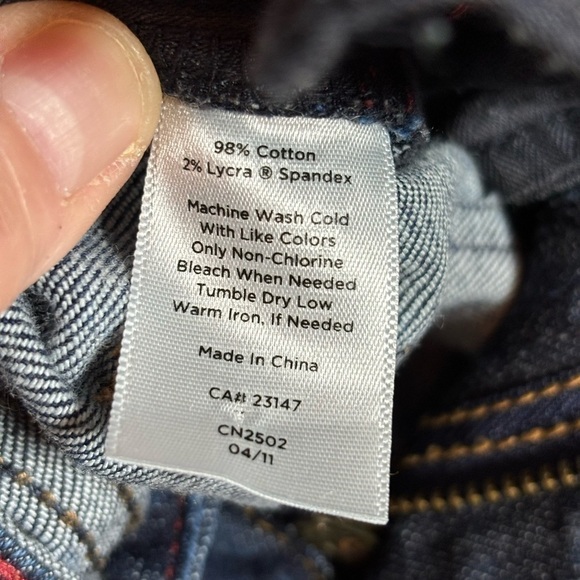 98% Cotton
2% Lycra ® Spandex
Machine Wash Cold
With Like Colors
Only Non-Chlorine
Bleach When Needed
Tumble Dry Low
Warm Iron, If Needed
Made In China
CA# 23147
CN2502
04/11